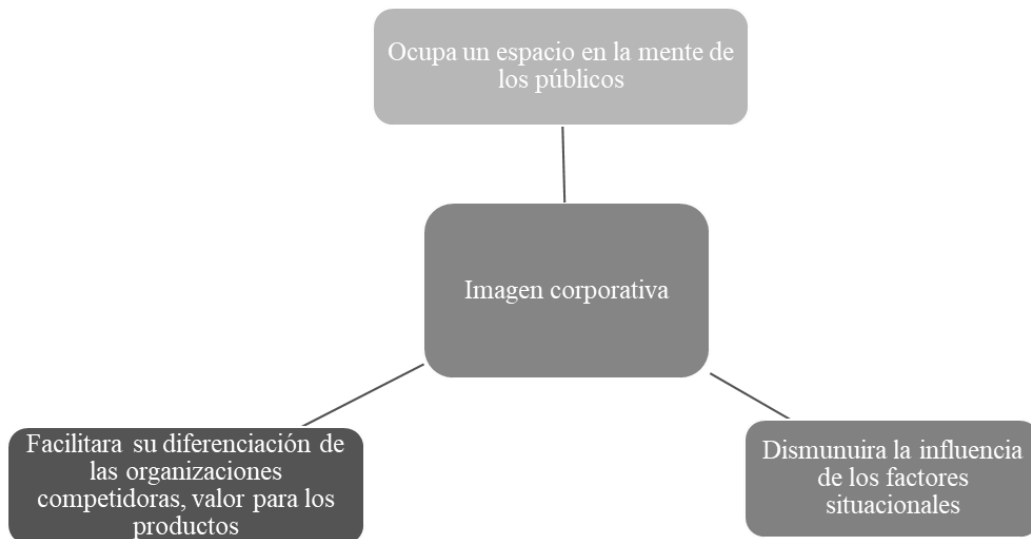 Ocupa un espacio en la mente de
los públicos
Imagen corporativa
Facilitara su diferenciación de
las organizaciones
competidoras, valor para los
productos
Dismunuira la influencia
de los factores
situacionales